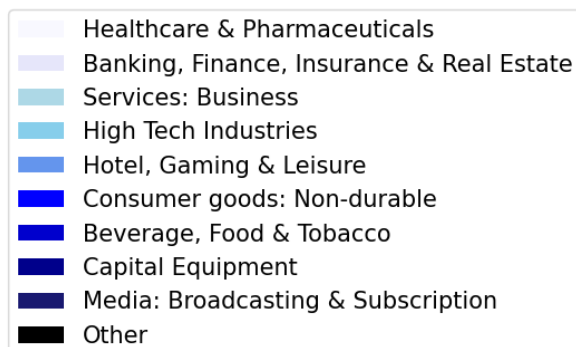 Healthcare & Pharmaceuticals
Banking, Finance, Insurance & Real Estate
Services: Business
High Tech Industries
Hotel, Gaming & Leisure
Consumer goods: Non-durable
Beverage, Food & Tobacco
Capital Equipment
Media: Broadcasting & Subscription
Other